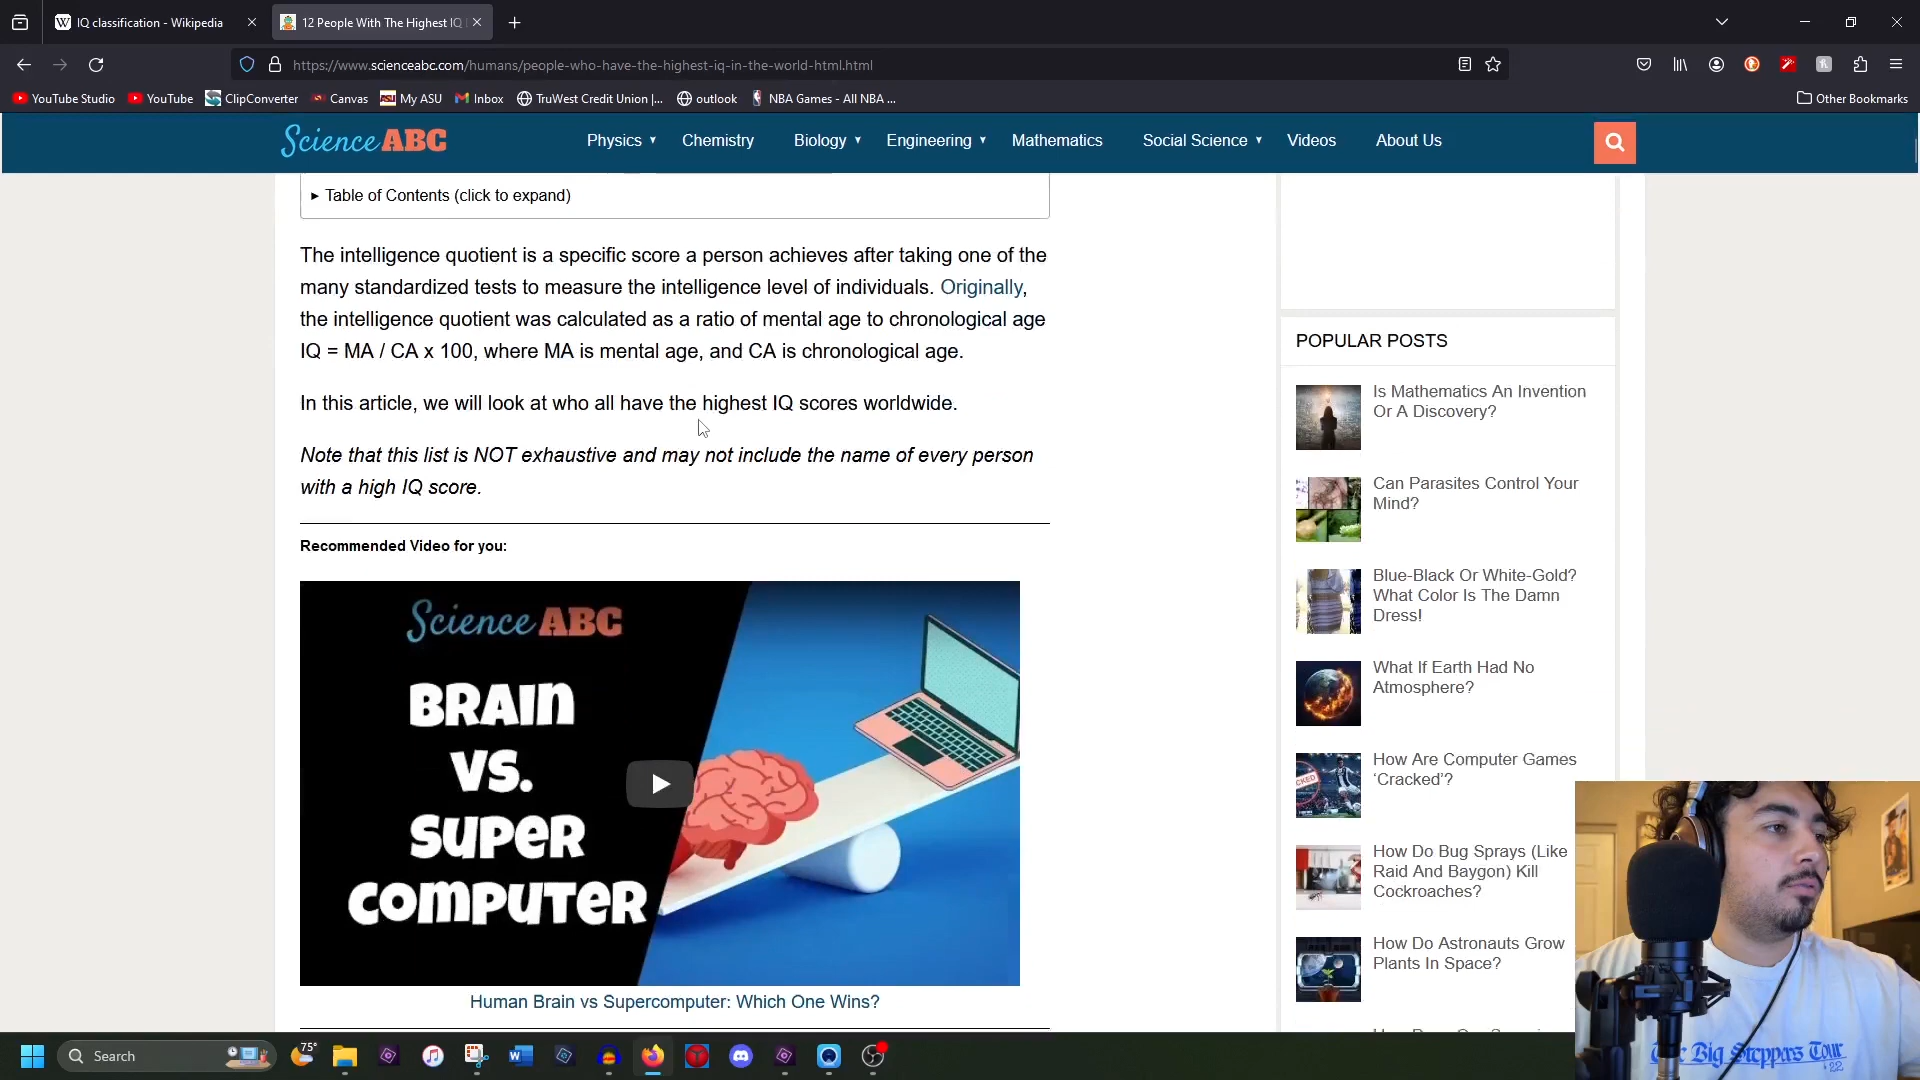 IQ classification - Wikipedia
12 People With The Highest IQ
https://www.scienceabc.com/humans/people-who-have-the-highest-iq-in-the-world-html.html
YouTube Studio
YouTube
ClipConverter
Canvas
My ASU
Inbox
TruWest Credit Union |...
outlook
NBA Games - All NBA ...
Other Bookmarks
Science ABC
Physics
Chemistry
Biology
Engineering
Mathematics
Social Science
Videos
About Us
Table of Contents (click to expand)
The intelligence quotient is a specific score a person achieves after taking one of the
many standardized tests to measure the intelligence level of individuals. Originally,
the intelligence quotient was calculated as a ratio of mental age to chronological age
IQ = MA / CA x 100, where MA is mental age, and CA is chronological age.
In this article, we will look at who all have the highest IQ scores worldwide.
Note that this list is NOT exhaustive and may not include the name of every person
with a high IQ score.
Recommended Video for you:
Science ABC
BRAIN
VS.
SUPER
COMPUTER
Human Brain vs Supercomputer: Which One Wins?
POPULAR POSTS
Is Mathematics An Invention
Or A Discovery?
Can Parasites Control Your
Mind?
Blue-Black Or White-Gold?
What Color Is The Damn
Dress!
What If Earth Had No
Atmosphere?
CKED
How Are Computer Games
‘Cracked’?
How Do Bug Sprays (Like
Raid And Baygon) Kill
Cockroaches?
How Do Astronauts Grow
Plants In Space?
The Big Steppers Tour
'22
75°
Search